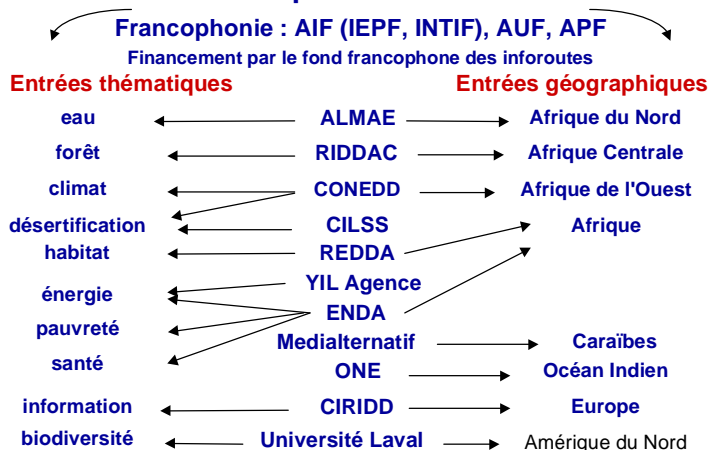 Francophonie : AIF (IEPF, INTIF), AUF, APF
Financement par le fond francophone des inforoutes
Entrées thématiques Entrées géographiques
eau ALMAE Afrique du Nord
forêt RIDDAC Afrique Centrale
climat CONEDD Afrique de l'Ouest
désertification CILSS Afrique
habitat REDDA
YIL Agence
énergie
ENDA
pauvreté
Medialternatif Caraïbes
santé
ONE Océan Indien
information CIRIDD Europe
biodiversité Université Laval Amérique du Nord